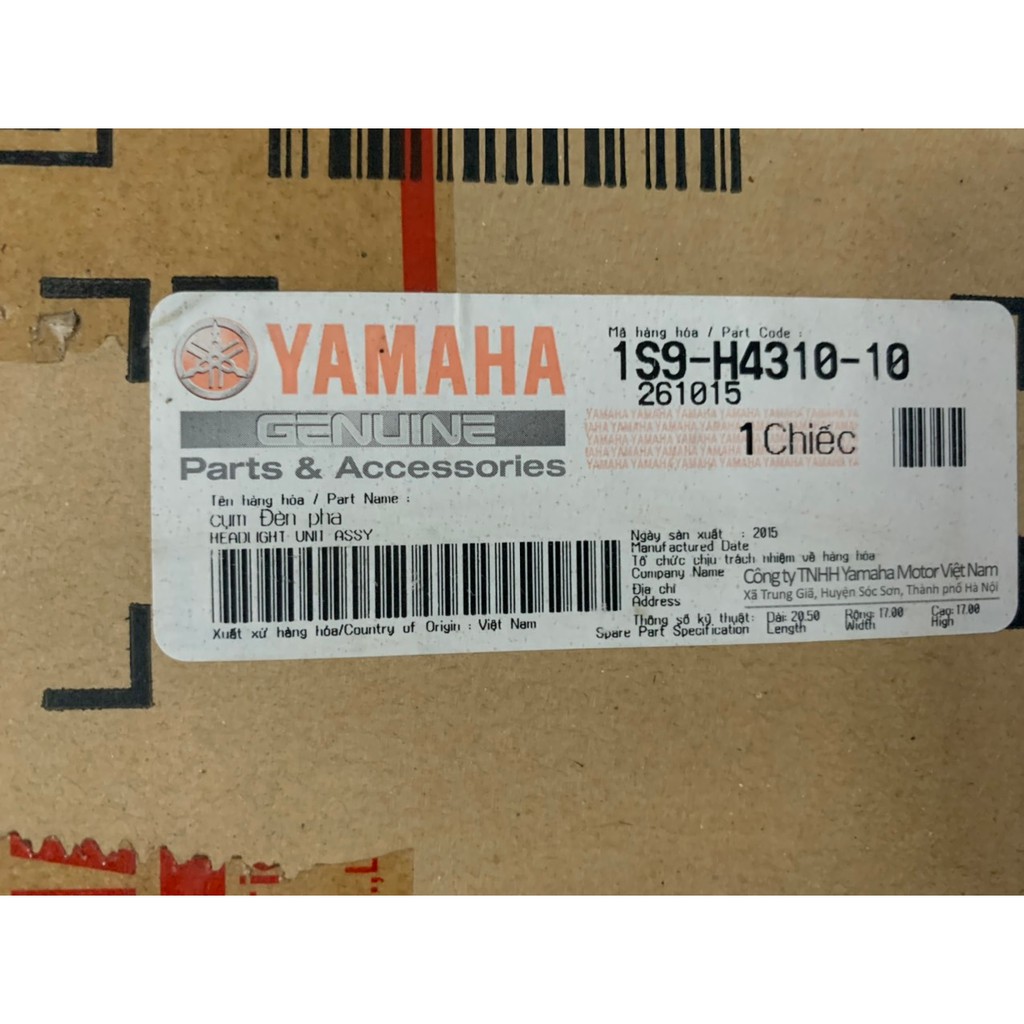 YAMAHA
GENUINE
Parts & Accessories
Mã hàng hóa / Part Code :
1S9-H4310-10
261015
1 Chiếc
Tên hàng hóa / Part Name :
cụm Đèn pha
HEADLIGHT UNIT ASSY
Xuất xứ hàng hóa/Country of Origin : Việt Nam
Ngày sản xuất : 2015
Manufactured Date
Tổ chức chịu trách nhiệm về hàng hóa
Company Name Công ty TNHH Yamaha Motor Việt Nam
Địa chỉ Xã Trung Giã, Huyện Sóc Sơn, Thành phố Hà Nội
Address
Thông số kỹ thuật: Dài: 20.50 Rộng: 17.00 Cao: 17.00
Spare Part Specification Length Width High